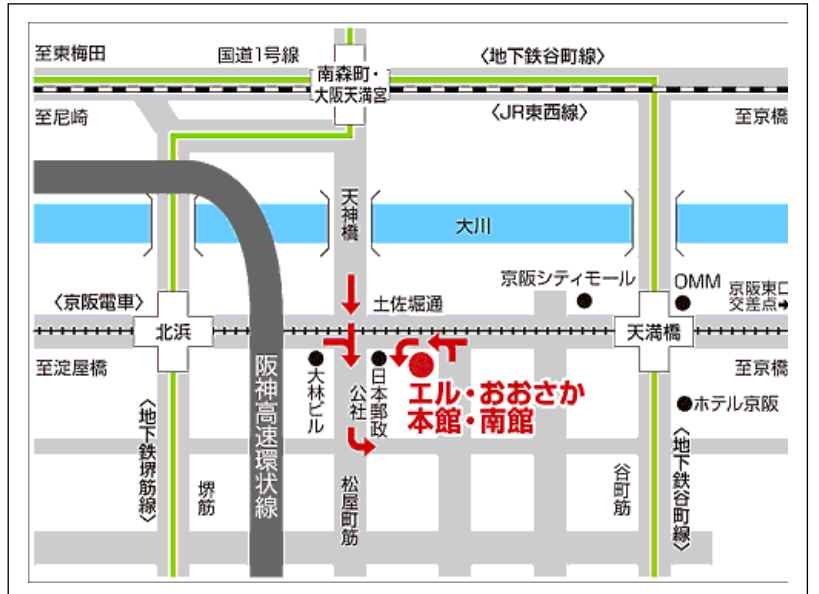 至東梅田
国道1号線
〈地下鉄谷町線〉
南森町・
大阪天満宮
至尼崎
〈JR東西線〉
至京橋
天神橋
大川
京阪シティモール
OMM
京阪東口
交差点➡
〈京阪電車〉
土佐堀通
北浜
天満橋
至淀屋橋
至京橋
阪神高速環状線
大林ビル
公社
日本郵政
エル・おおさか
本館・南館
ホテル京阪
〈地下鉄堺筋線〉
堺筋
松屋町筋
谷町筋
〈地下鉄谷町線〉